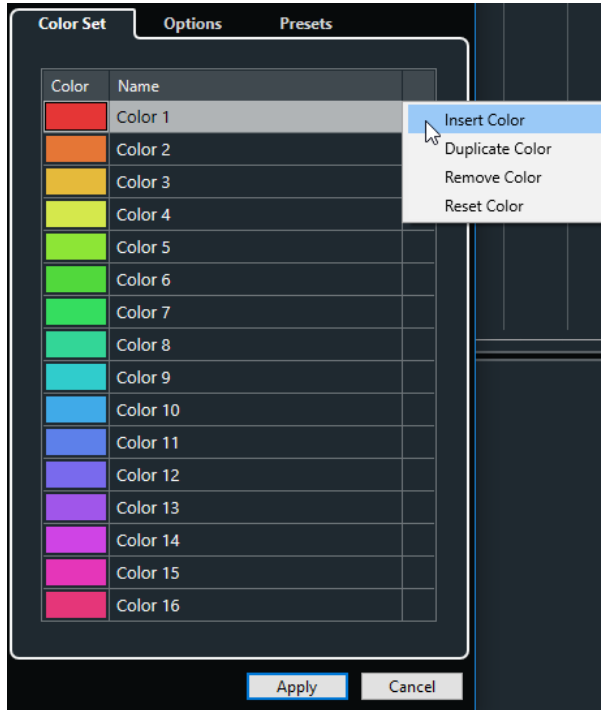 Color Set Options Presets
Color Name
Color 1
Insert Color
Color 2
Duplicate Color
Color 3
Remove Color
Color 4
Reset Color
Color 5
Color 6
Color 7
Color 8
Color 9
Color 10
Color 11
Color 12
Color 13
Color 14
Color 15
Color 16
Apply Cancel